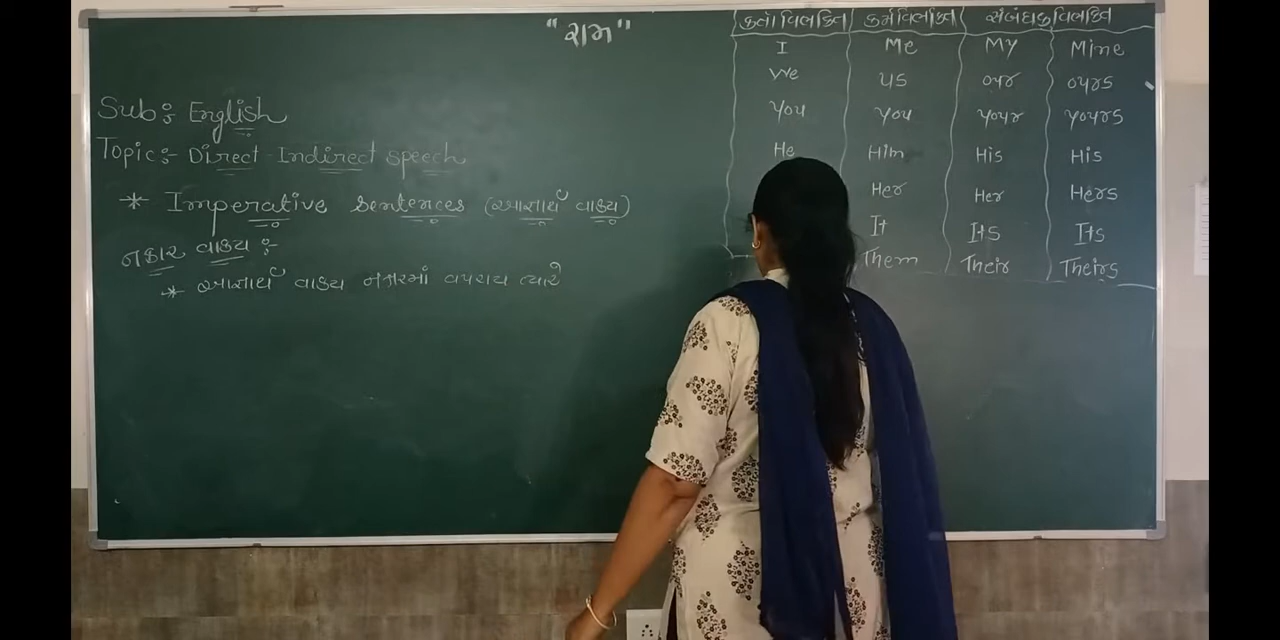 "રામ"
Sub: English
Topic:- Direct-Indirect speech
* Imperative Sentences (આજ્ઞાર્થ વાક્ય)
નકાર વાક્ય :-
* આજ્ઞાર્થ વાક્ય નકારમાં વપરાય ત્યારે
કર્તા વિભક્તિ કર્મ વિભક્તિ સંબંધક વિભક્તિ
I Me My Mine
We us our ours
You You Your Yours
He Him His His
Her Her Hers
It Its Its
Them Their Theirs